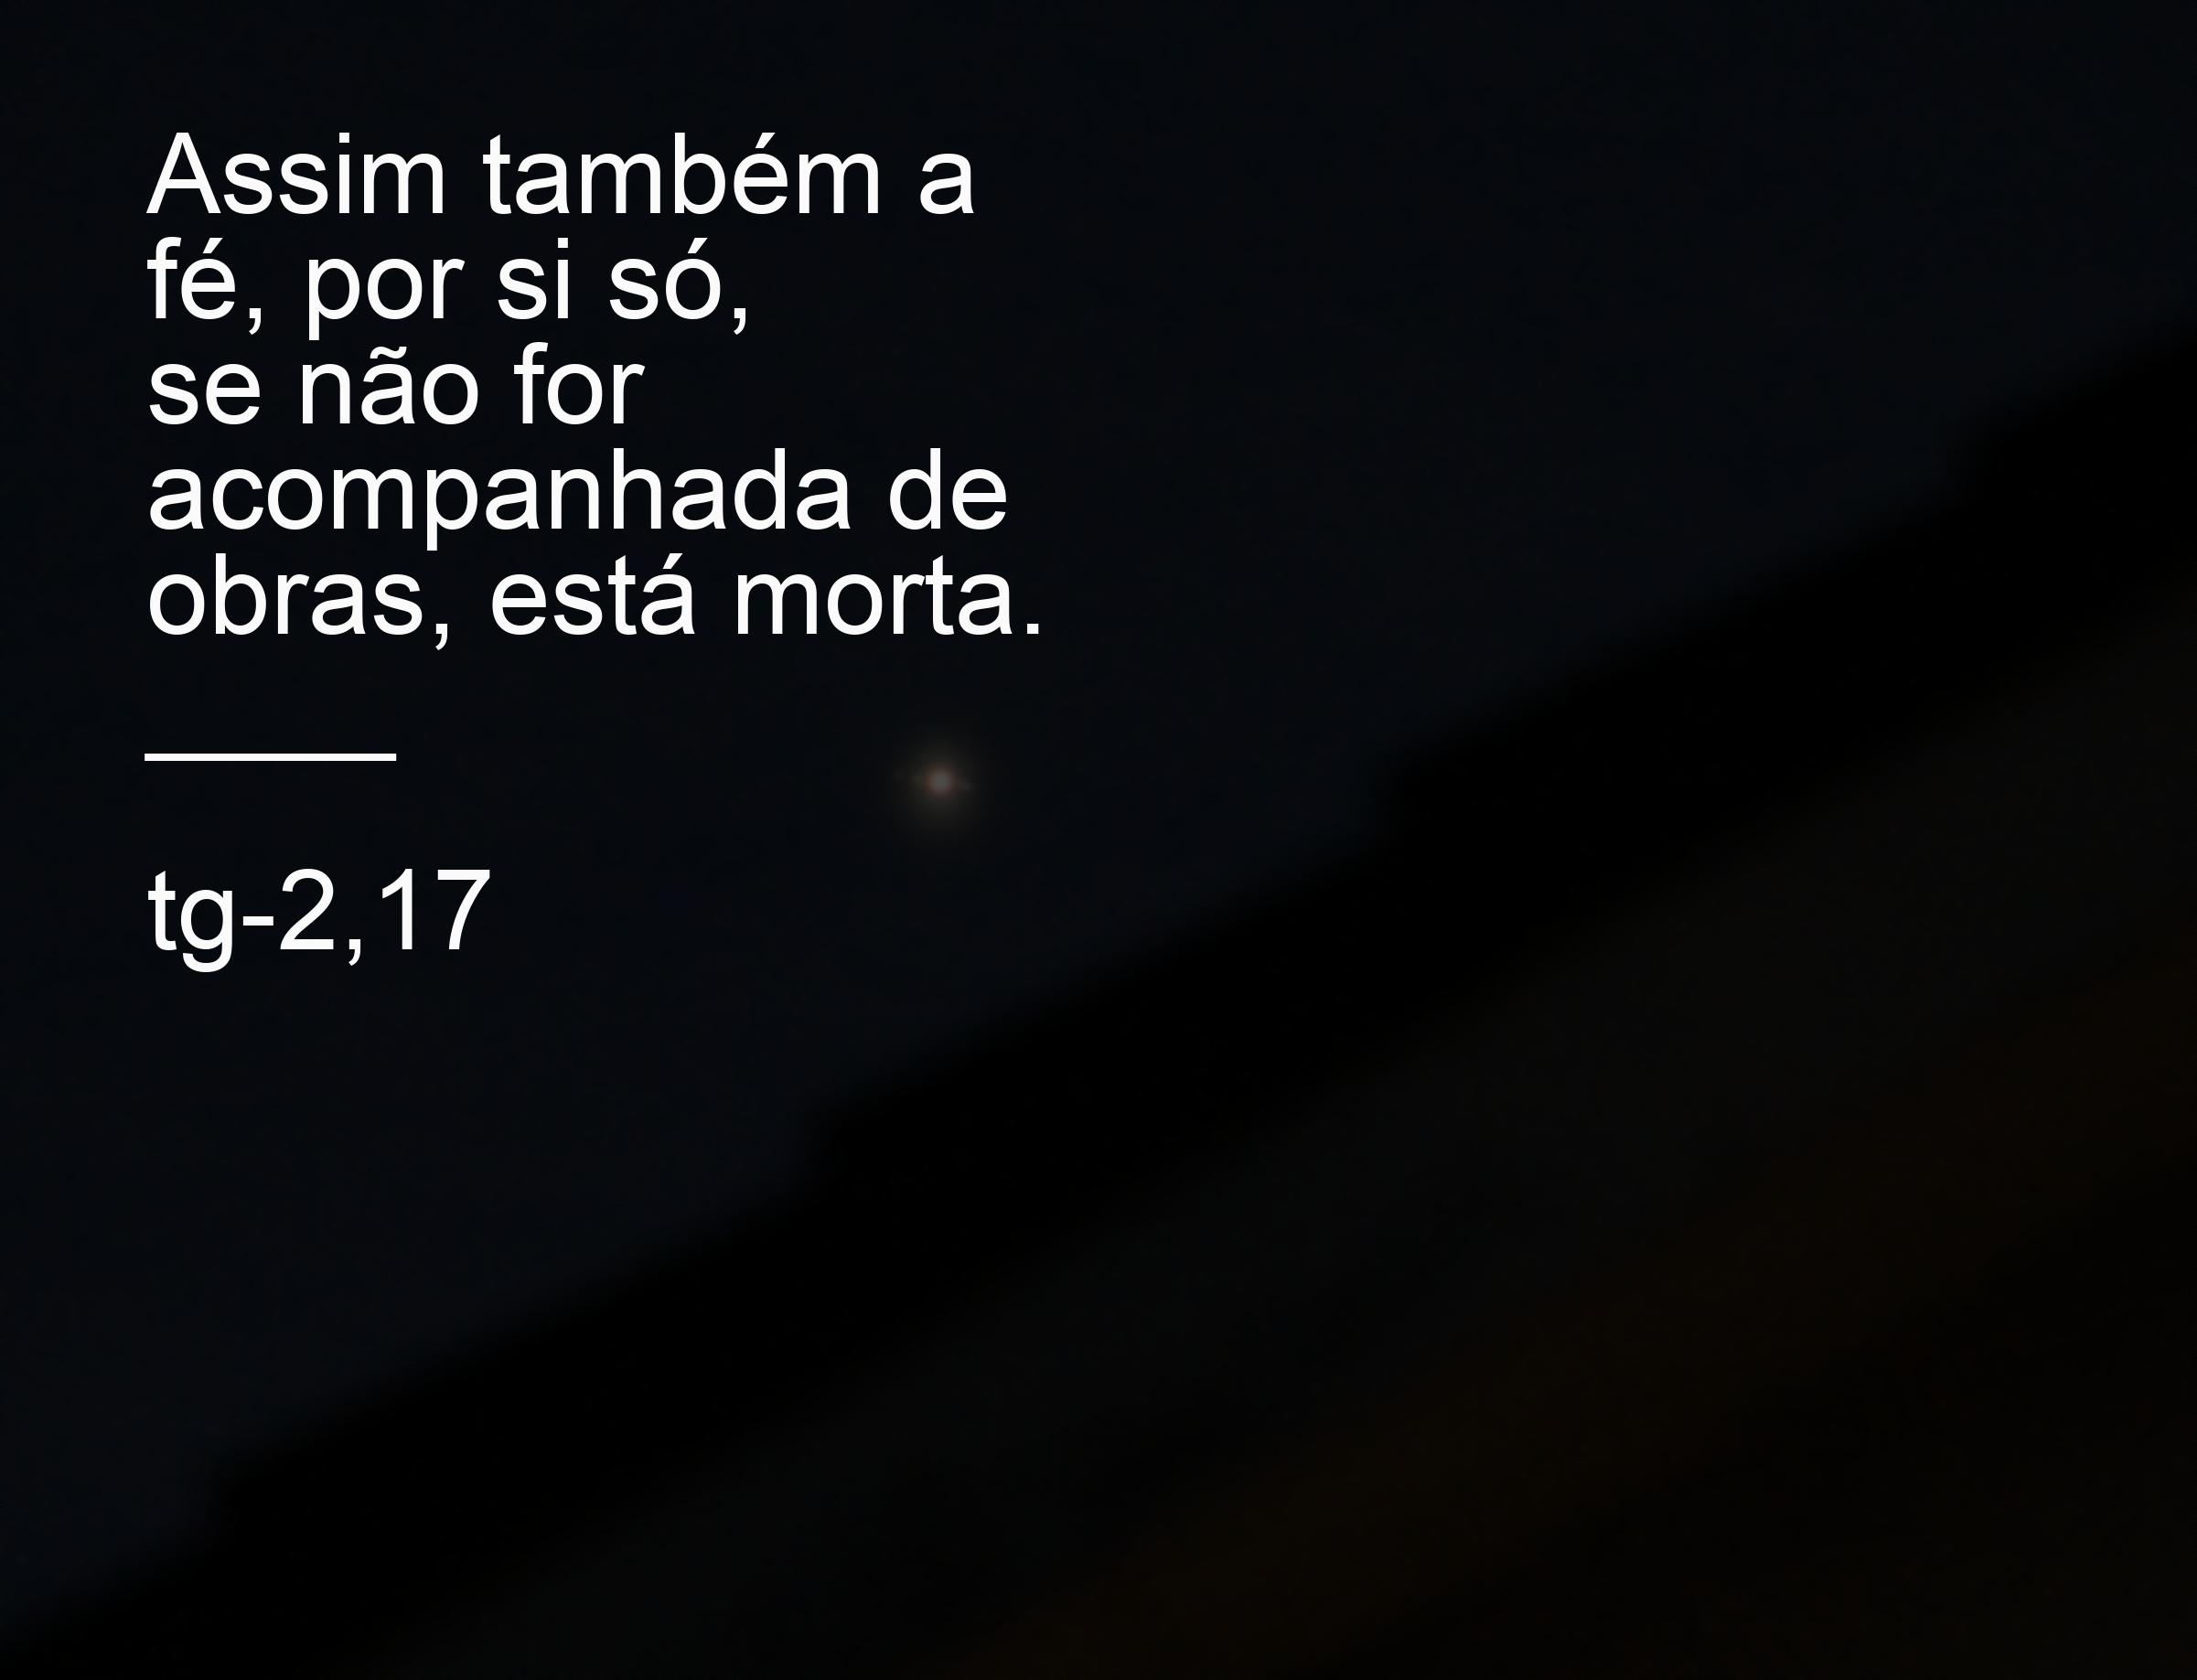 Assim também a
fé, por si só,
se não for
acompanhada de
obras, está morta.
tg-2,17